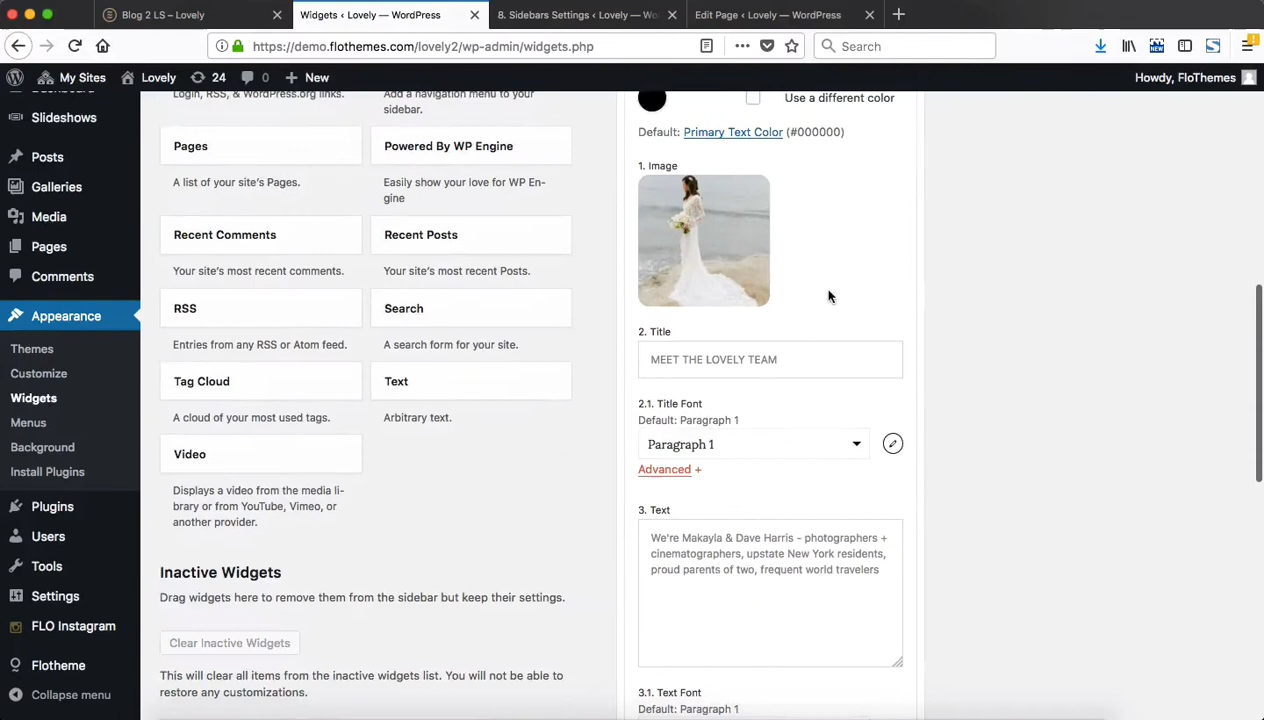 Blog 2 LS – Lovely
Widgets ‹ Lovely — WordPress
8. Sidebars Settings ‹ Lovely — Wo
Edit Page ‹ Lovely — WordPress
https://demo.flothemes.com/lovely2/wp-admin/widgets.php
Search
NEW
My Sites
Lovely
24
0
New
Howdy, FloThemes
Dashboard
Slideshows
Posts
Galleries
Media
Pages
Comments
Appearance
Themes
Customize
Widgets
Menus
Background
Install Plugins
Plugins
Users
Tools
Settings
FLO Instagram
Flotheme
Collapse menu
Login, RSS, & WordPress.org links.
Add a navigation menu to your
sidebar.
Pages
Powered By WP Engine
A list of your site's Pages.
Easily show your love for WP En-
gine
Recent Comments
Recent Posts
Your site's most recent comments.
Your site's most recent Posts.
RSS
Search
Entries from any RSS or Atom feed.
A search form for your site.
Tag Cloud
Text
A cloud of your most used tags.
Arbitrary text.
Video
Displays a video from the media li-
brary or from YouTube, Vimeo, or
another provider.
Inactive Widgets
Drag widgets here to remove them from the sidebar but keep their settings.
Clear Inactive Widgets
This will clear all items from the inactive widgets list. You will not be able to
restore any customizations.
Use a different color
Default: Primary Text Color (#000000)
1. Image
2. Title
MEET THE LOVELY TEAM
2.1. Title Font
Default: Paragraph 1
Paragraph 1
Advanced +
3. Text
We're Makayla & Dave Harris - photographers +
cinematographers, upstate New York residents,
proud parents of two, frequent world travelers
3.1. Text Font
Default: Paragraph 1